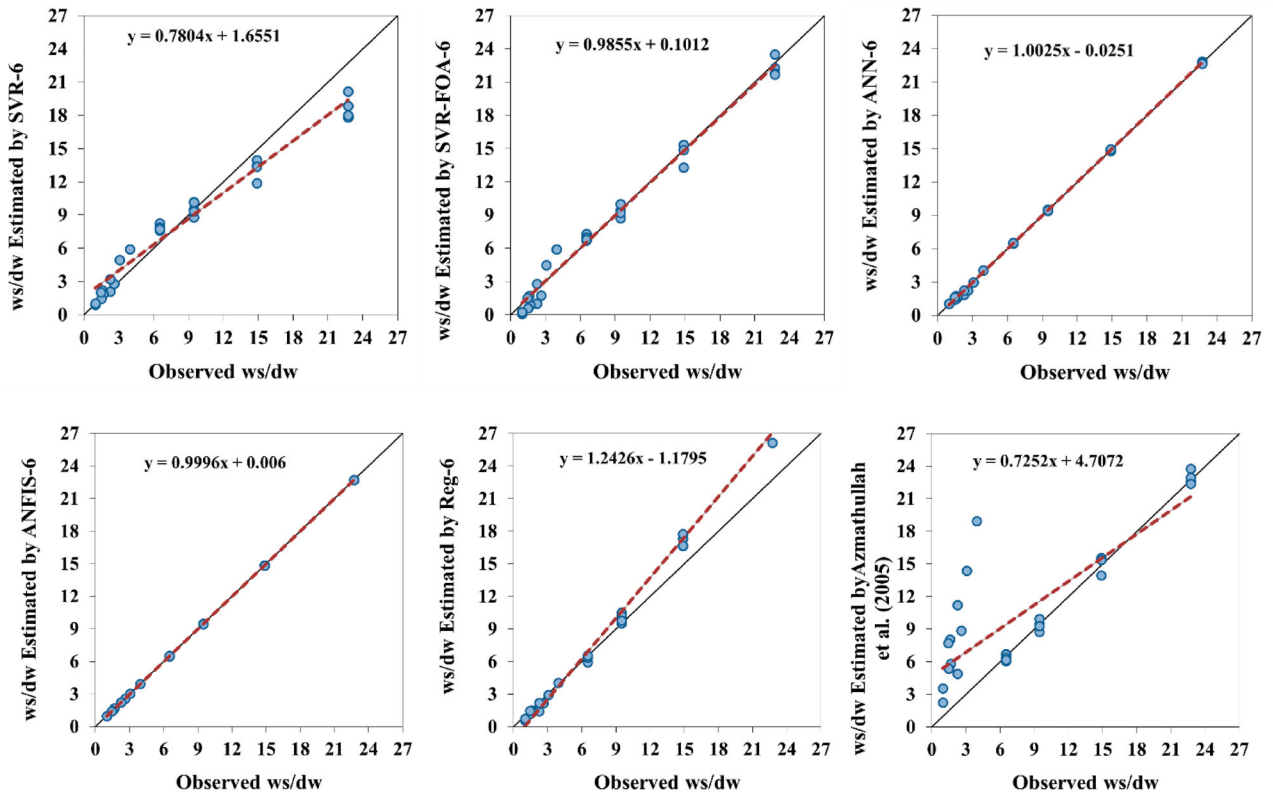 y = 0.7804x + 1.6551
27
24
21
18
15
12
9
6
3
0
0 3 6 9 12 15 18 21 24 27
ws/dw Estimated by SVR-6
Observed ws/dw
y = 0.9855x + 0.1012
27
24
21
18
15
12
9
6
3
0
0 3 6 9 12 15 18 21 24 27
ws/dw Estimated by SVR-FOA-6
Observed ws/dw
y = 1.0025x - 0.0251
27
24
21
18
15
12
9
6
3
0
0 3 6 9 12 15 18 21 24 27
ws/dw Estimated by ANN-6
Observed ws/dw
y = 0.9996x + 0.006
27
24
21
18
15
12
9
6
3
0
0 3 6 9 12 15 18 21 24 27
ws/dw Estimated by ANFIS-6
Observed ws/dw
y = 1.2426x - 1.1795
27
24
21
18
15
12
9
6
3
0
0 3 6 9 12 15 18 21 24 27
ws/dw Estimated by Reg-6
Observed ws/dw
y = 0.7252x + 4.7072
27
24
21
18
15
12
9
6
3
0
0 3 6 9 12 15 18 21 24 27
ws/dw Estimated byAzmathullah
et al. (2005)
Observed ws/dw